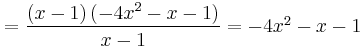 = \frac{(x-1)(-4x^2-x-1)}{x-1} = -4x^2-x-1